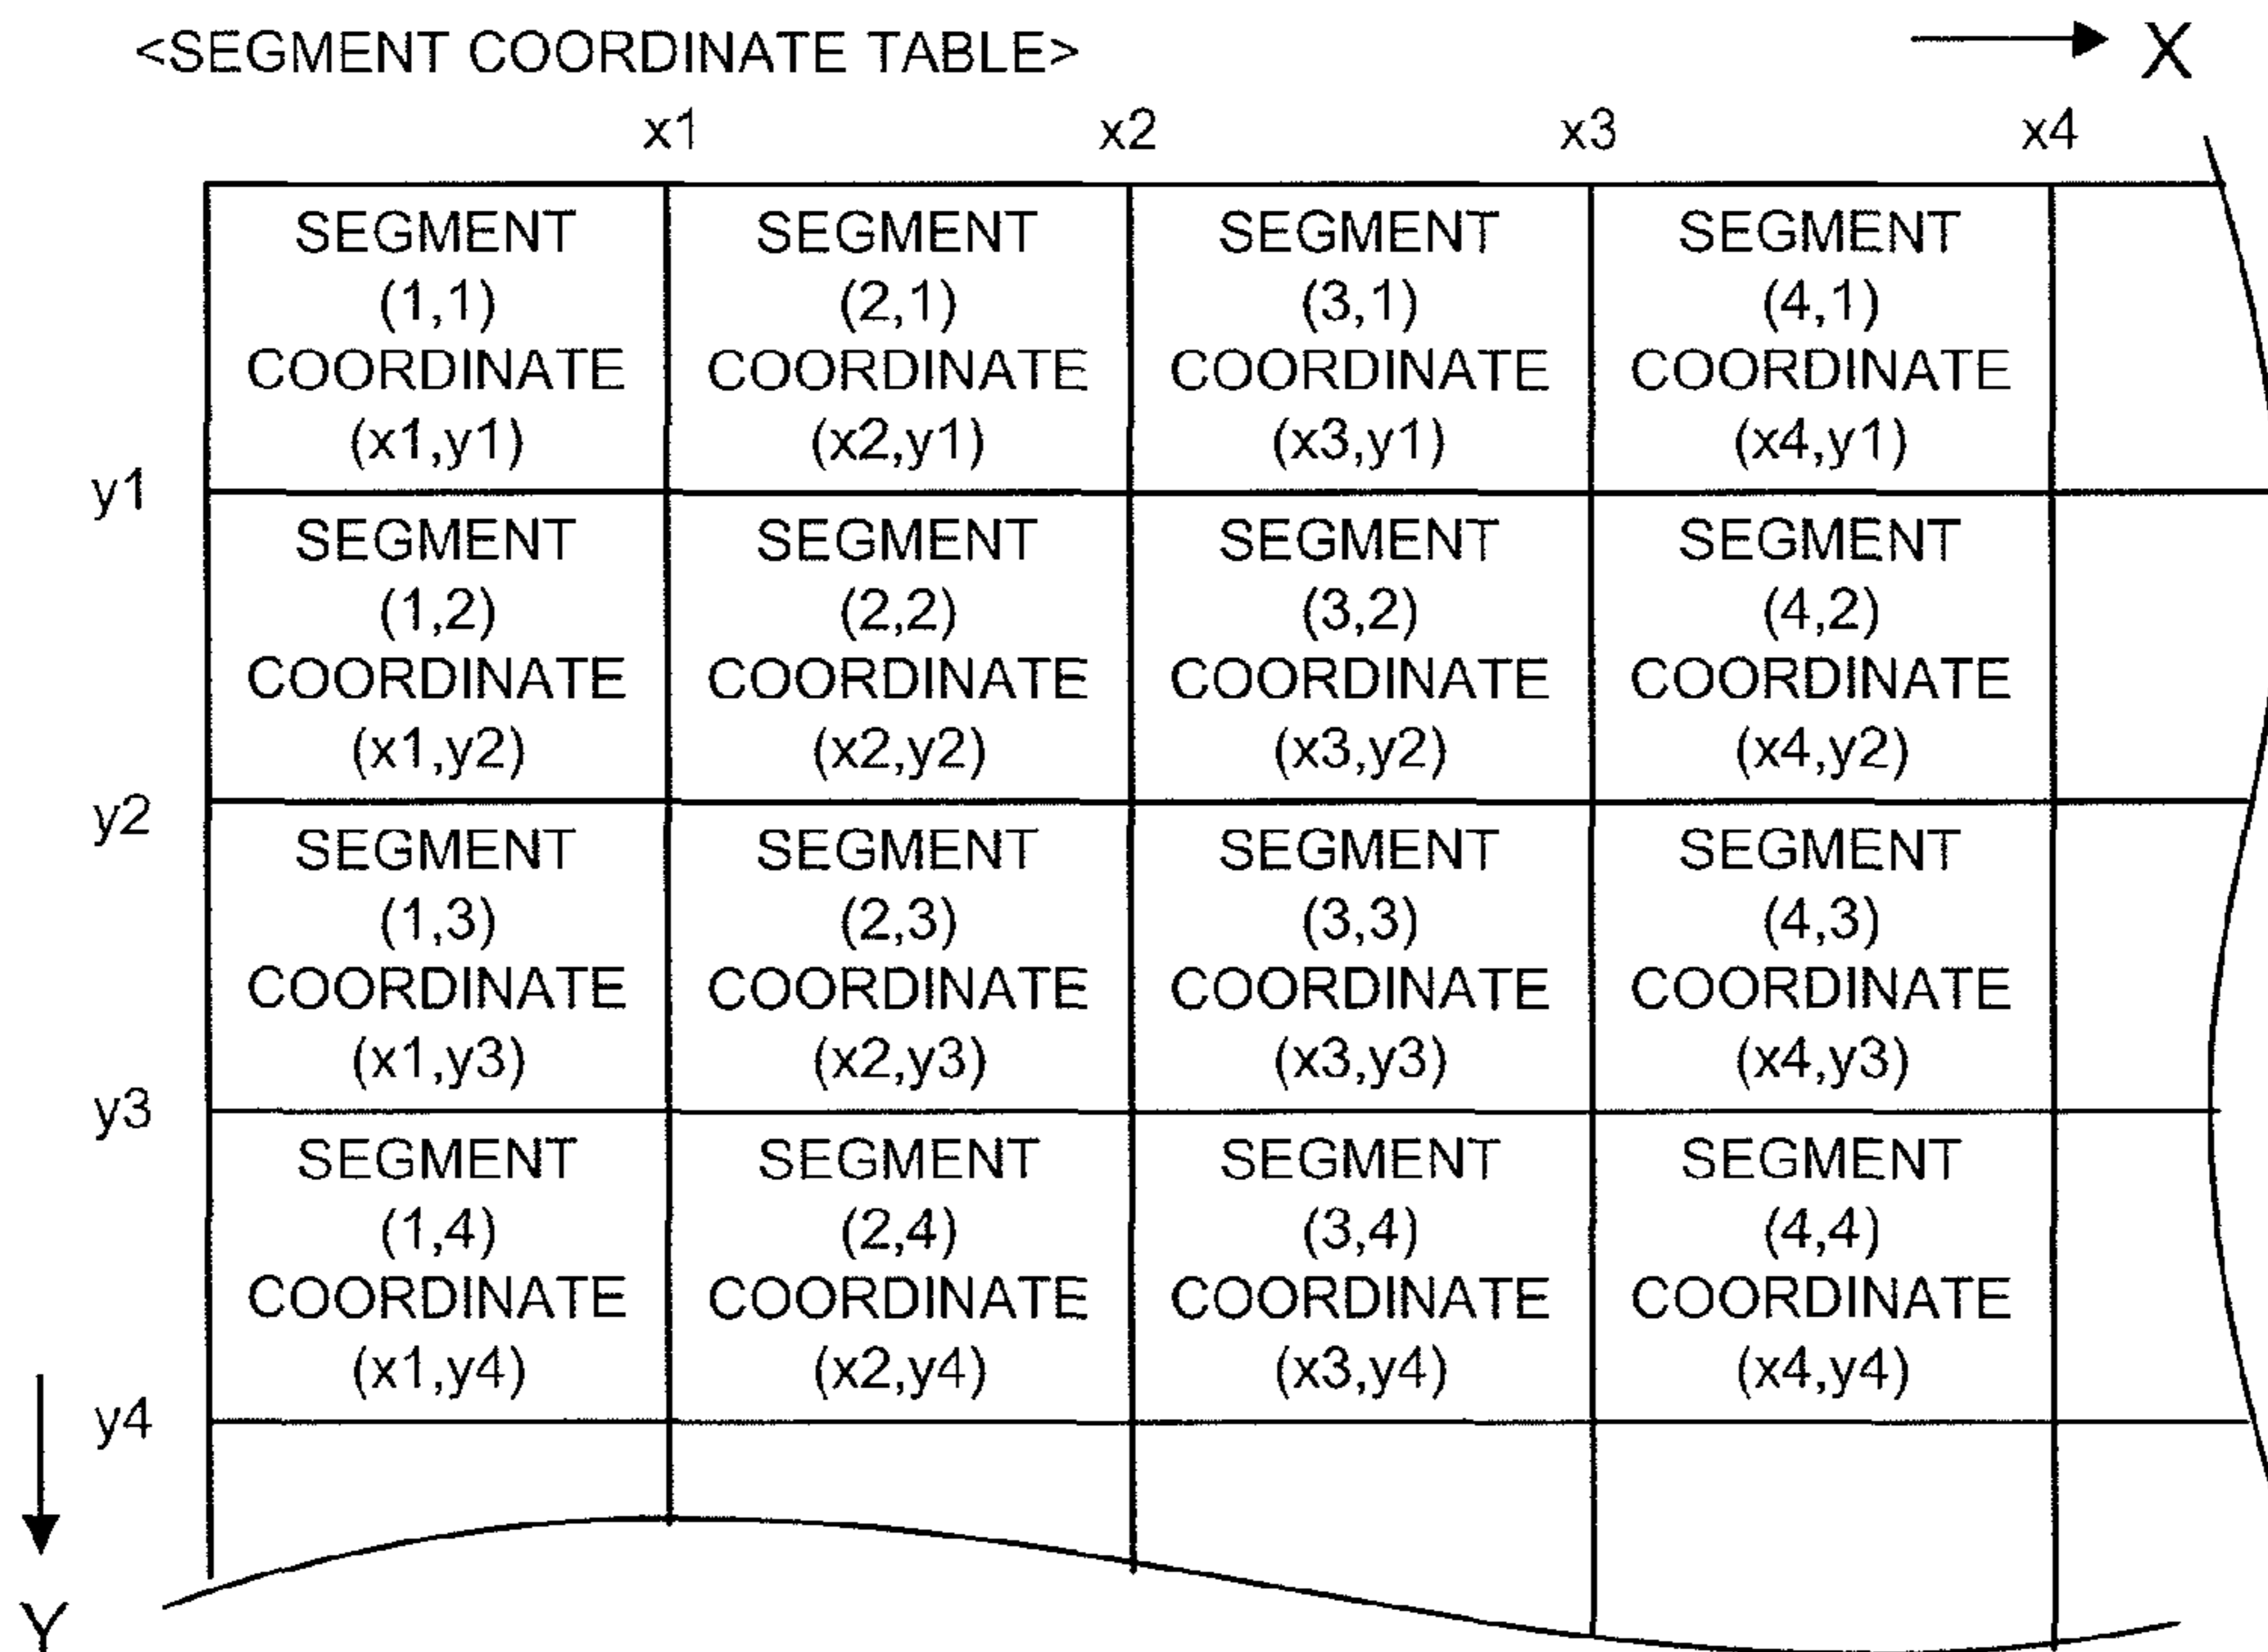 <SEGMENT COORDINATE TABLE>
X
x1 x2 x3 x4
SEGMENT SEGMENT SEGMENT SEGMENT
(1,1) (2,1) (3,1) (4,1)
COORDINATE COORDINATE COORDINATE COORDINATE
(x1,y1) (x2,y1) (x3,y1) (x4,y1)
y1
SEGMENT SEGMENT SEGMENT SEGMENT
(1,2) (2,2) (3,2) (4,2)
COORDINATE COORDINATE COORDINATE COORDINATE
(x1,y2) (x2,y2) (x3,y2) (x4,y2)
y2
SEGMENT SEGMENT SEGMENT SEGMENT
(1,3) (2,3) (3,3) (4,3)
COORDINATE COORDINATE COORDINATE COORDINATE
(x1,y3) (x2,y3) (x3,y3) (x4,y3)
y3
SEGMENT SEGMENT SEGMENT SEGMENT
(1,4) (2,4) (3,4) (4,4)
COORDINATE COORDINATE COORDINATE COORDINATE
(x1,y4) (x2,y4) (x3,y4) (x4,y4)
y4
Y